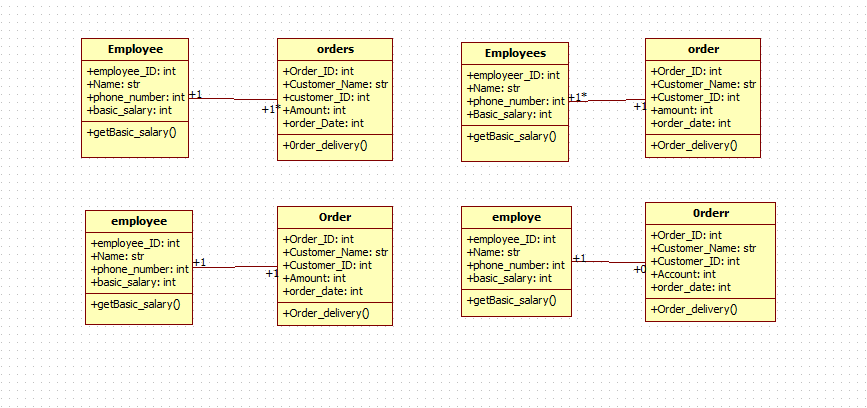 Employee
+employee_ID: int
+Name: str
+phone_number: int
+basic_salary: int
+getBasic_salary()
+1
+1*
orders
+Order_ID: int
+Customer_Name: str
+customer_ID: int
+Amount: int
+order_Date: int
+0rder_delivery()
Employees
+employeer_ID: int
+Name: str
+phone_number: int
+Basic_salary: int
+getBasic_salary()
+1*
+1
order
+Order_ID: int
+Customer_Name: str
+Customer_ID: int
+amount: int
+order_date: int
+Order_delivery()
employee
+employee_ID: int
+Name: str
+phone_number: int
+basic_salary: int
+getBasic_salary()
+1
+1
0rder
+Order_ID: int
+Customer_Name: str
+Customer_ID: int
+Amount: int
+order_date: int
+Order_delivery()
employe
+employee_ID: int
+Name: str
+phone_number: int
+basic_salary: int
+getBasic_salary()
+1
+0
0rderr
+Order_ID: int
+Customer_Name: str
+Customer_ID: int
+Account: int
+order_date: int
+Order_delivery()